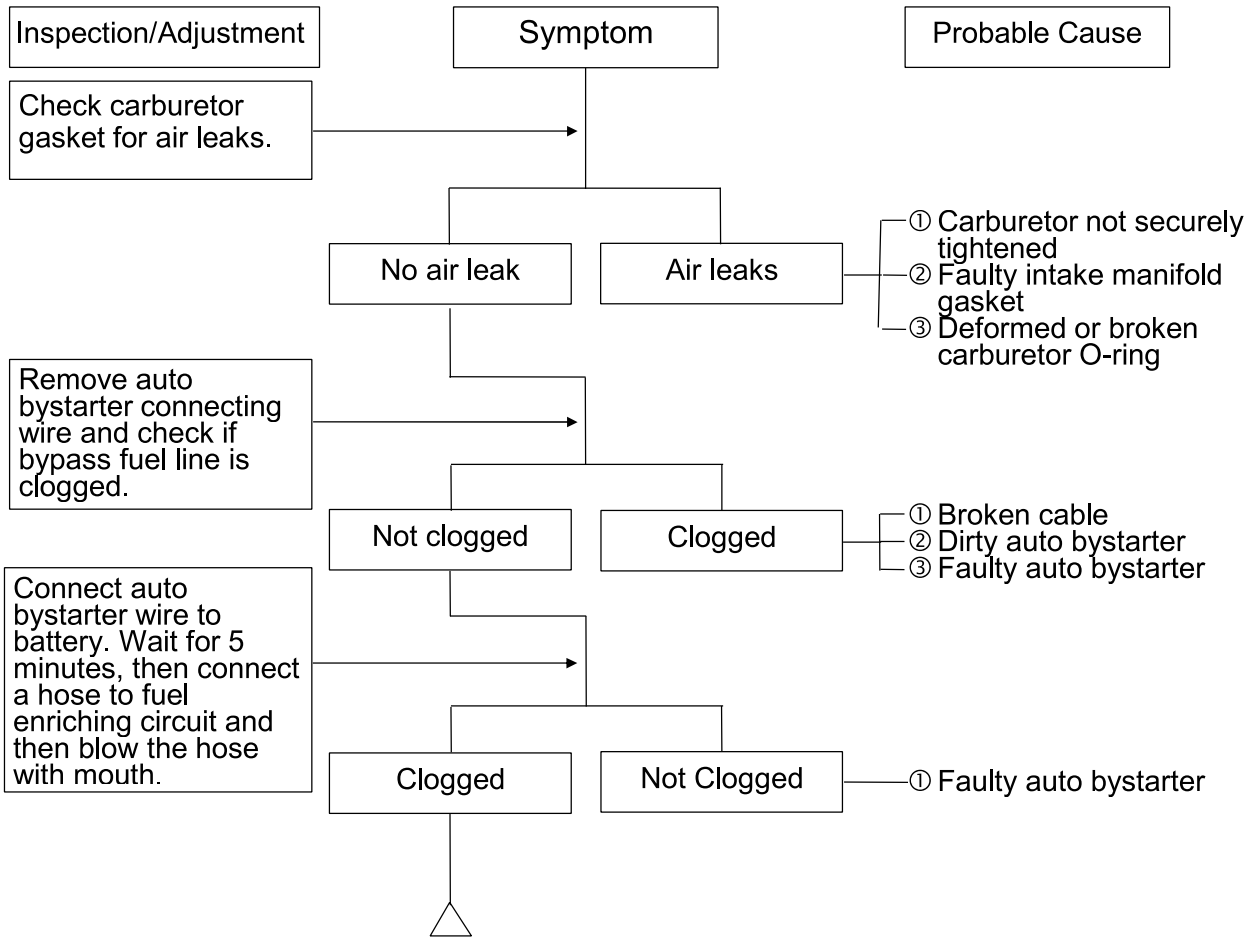 Inspection/Adjustment
Symptom
Probable Cause
Check carburetor
gasket for air leaks.
No air leak
Air leaks
① Carburetor not securely
tightened
② Faulty intake manifold
gasket
③ Deformed or broken
carburetor O-ring
Remove auto
bystarter connecting
wire and check if
bypass fuel line is
clogged.
Not clogged
Clogged
① Broken cable
② Dirty auto bystarter
③ Faulty auto bystarter
Connect auto
bystarter wire to
battery. Wait for 5
minutes, then connect
a hose to fuel
enriching circuit and
then blow the hose
with mouth.
Clogged
Not Clogged
① Faulty auto bystarter